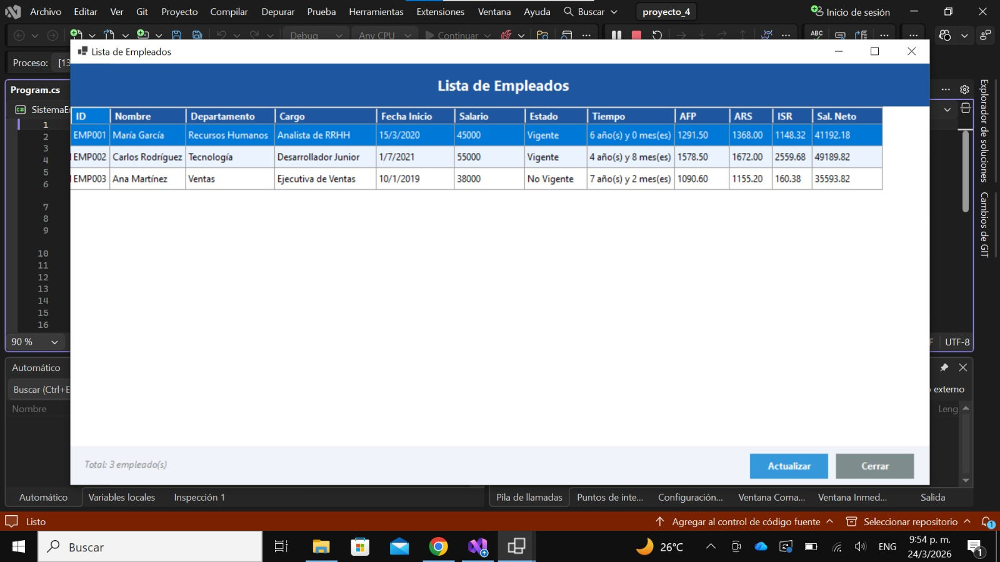 Archivo Editar Ver Git Proyecto Compilar Depurar Prueba Herramientas Extensiones Ventana Ayuda Buscar proyecto_4 Inicio de sesión
Debug Any CPU Continuar ABC
Proceso: [13
Lista de Empleados
Program.cs
Lista de Empleados
SistemaE
ID Nombre Departamento Cargo Fecha Inicio Salario Estado Tiempo AFP ARS ISR Sal. Neto
EMP001 María García Recursos Humanos Analista de RRHH 15/3/2020 45000 Vigente 6 año(s) y 0 mes(es) 1291.50 1368.00 1148.32 41192.18
EMP002 Carlos Rodríguez Tecnología Desarrollador Junior 1/7/2021 55000 Vigente 4 año(s) y 8 mes(es) 1578.50 1672.00 2559.68 49189.82
EMP003 Ana Martínez Ventas Ejecutiva de Ventas 10/1/2019 38000 No Vigente 7 año(s) y 2 mes(es) 1090.60 1155.20 160.38 35593.82
1
2
3
4
5
6
7
8
9
10
11
12
13
14
15
16
Explorador de soluciones
Cambios de GIT
90 %
UTF-8
Automático
Buscar (Ctrl+E
externo
Nombre
Leng
Total: 3 empleado(s)
Actualizar Cerrar
Automático Variables locales Inspección 1 Pila de llamadas Puntos de inte... Configuración... Ventana Coma... Ventana Inmed... Salida
Listo Agregar al control de código fuente Seleccionar repositorio 1
Buscar 26°C ENG 9:54 p. m.
24/3/2026 1